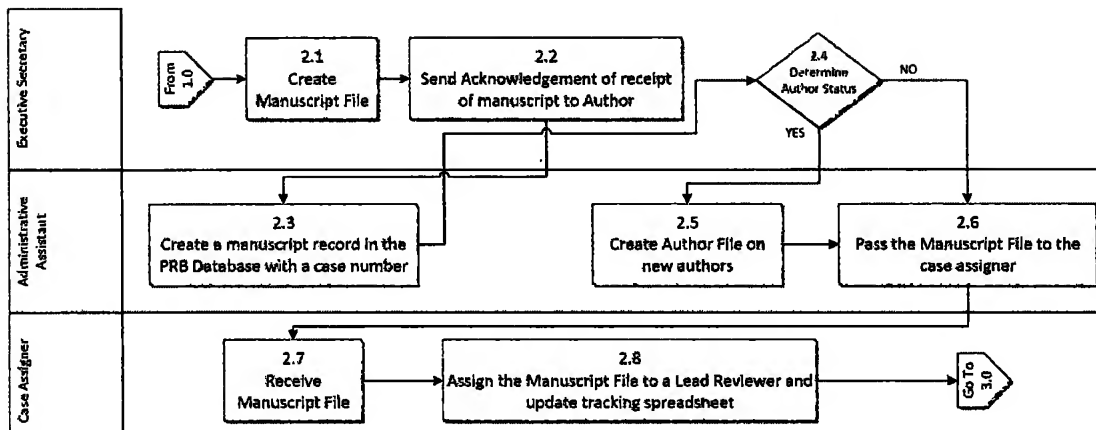 Executive Secretary
From
1.0
2.1
Create
Manuscript File
2.2
Send Acknowledgement of receipt
of manuscript to Author
2.4
Determine
Author Status
NO
YES
Administrative
Assistant
2.3
Create a manuscript record in the
PRB Database with a case number
2.5
Create Author File on
new authors
2.6
Pass the Manuscript File to the
case assigner
Case Assigner
2.7
Receive
Manuscript File
2.8
Assign the Manuscript File to a Lead Reviewer and
update tracking spreadsheet
Go To
3.0